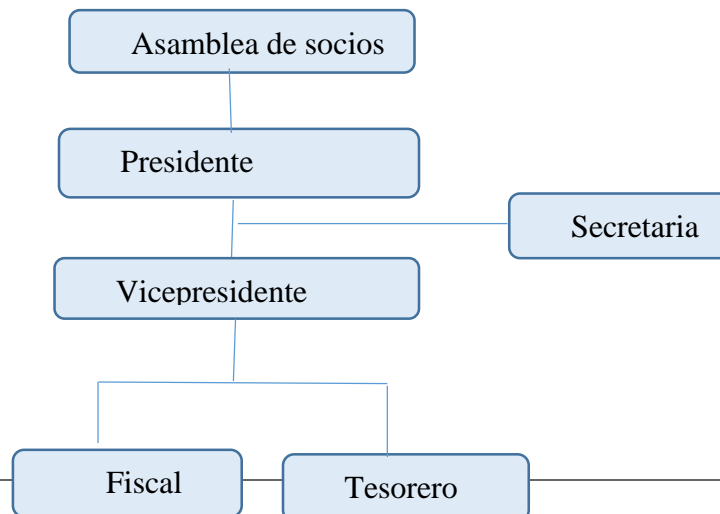 Asamblea de socios
Presidente
Secretaria
Vicepresidente
Fiscal
Tesorero